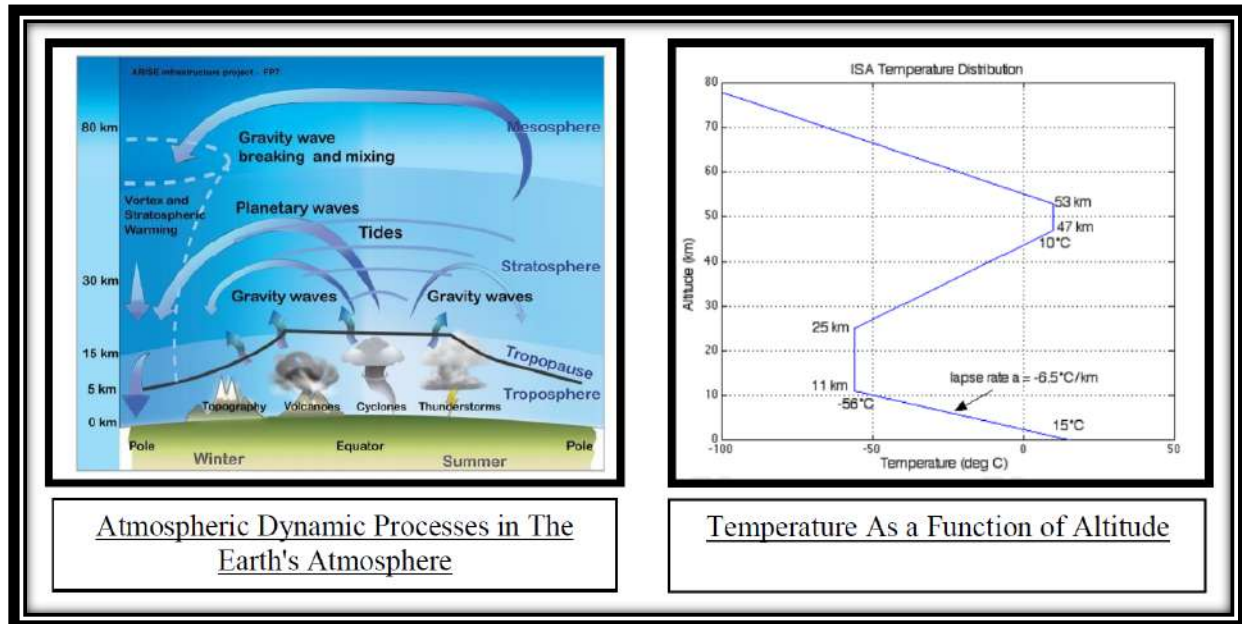 ARISE infrastructure project - FP7
80 km
Mesosphere
Gravity wave
breaking and mixing
Vortex and
Stratospheric
Warming
Planetary waves
Tides
30 km
Stratosphere
Gravity waves
Gravity waves
15 km
Tropopause
5 km
Troposphere
Topography
Volcanoes
Cyclones
Thunderstorms
0 km
Pole
Equator
Pole
Winter
Summer
Atmospheric Dynamic Processes in The
Earth's Atmosphere
ISA Temperature Distribution
80
70
60
50
40
30
20
10
0
Altitude (km)
53 km
47 km
10°C
25 km
11 km
-56°C
lapse rate a = -6.5°C/km
15°C
-100
-50
0
50
Temperature (deg C)
Temperature As a Function of Altitude